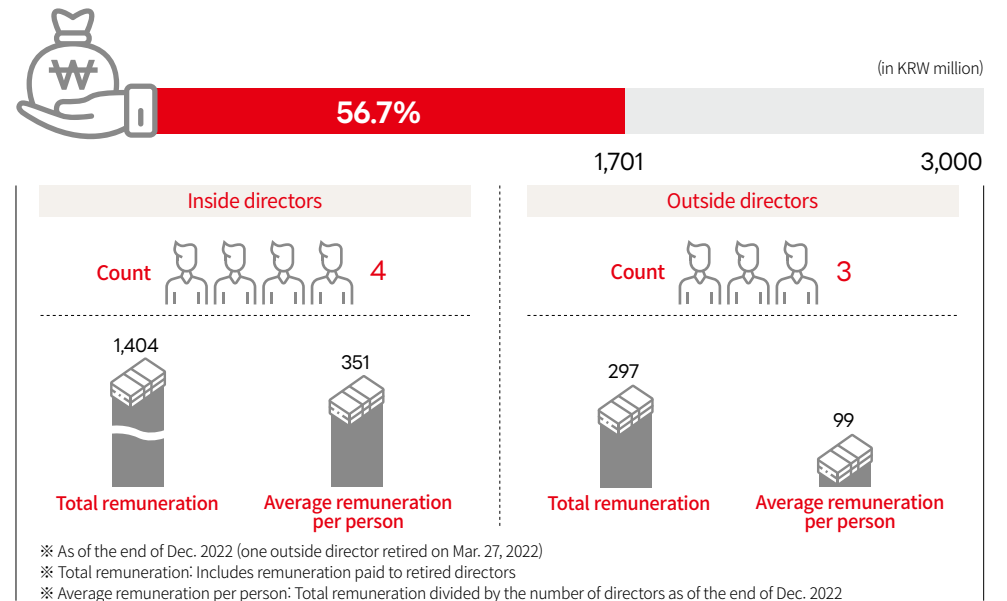 ₩
(in KRW million)
56.7%
1,701
3,000
Inside directors
Outside directors
Count
4
Count
3
1,404
351
297
99
Total remuneration
Average remuneration
per person
Total remuneration
Average remuneration
per person
※ As of the end of Dec. 2022 (one outside director retired on Mar. 27, 2022)
※ Total remuneration: Includes remuneration paid to retired directors
※ Average remuneration per person: Total remuneration divided by the number of directors as of the end of Dec. 2022